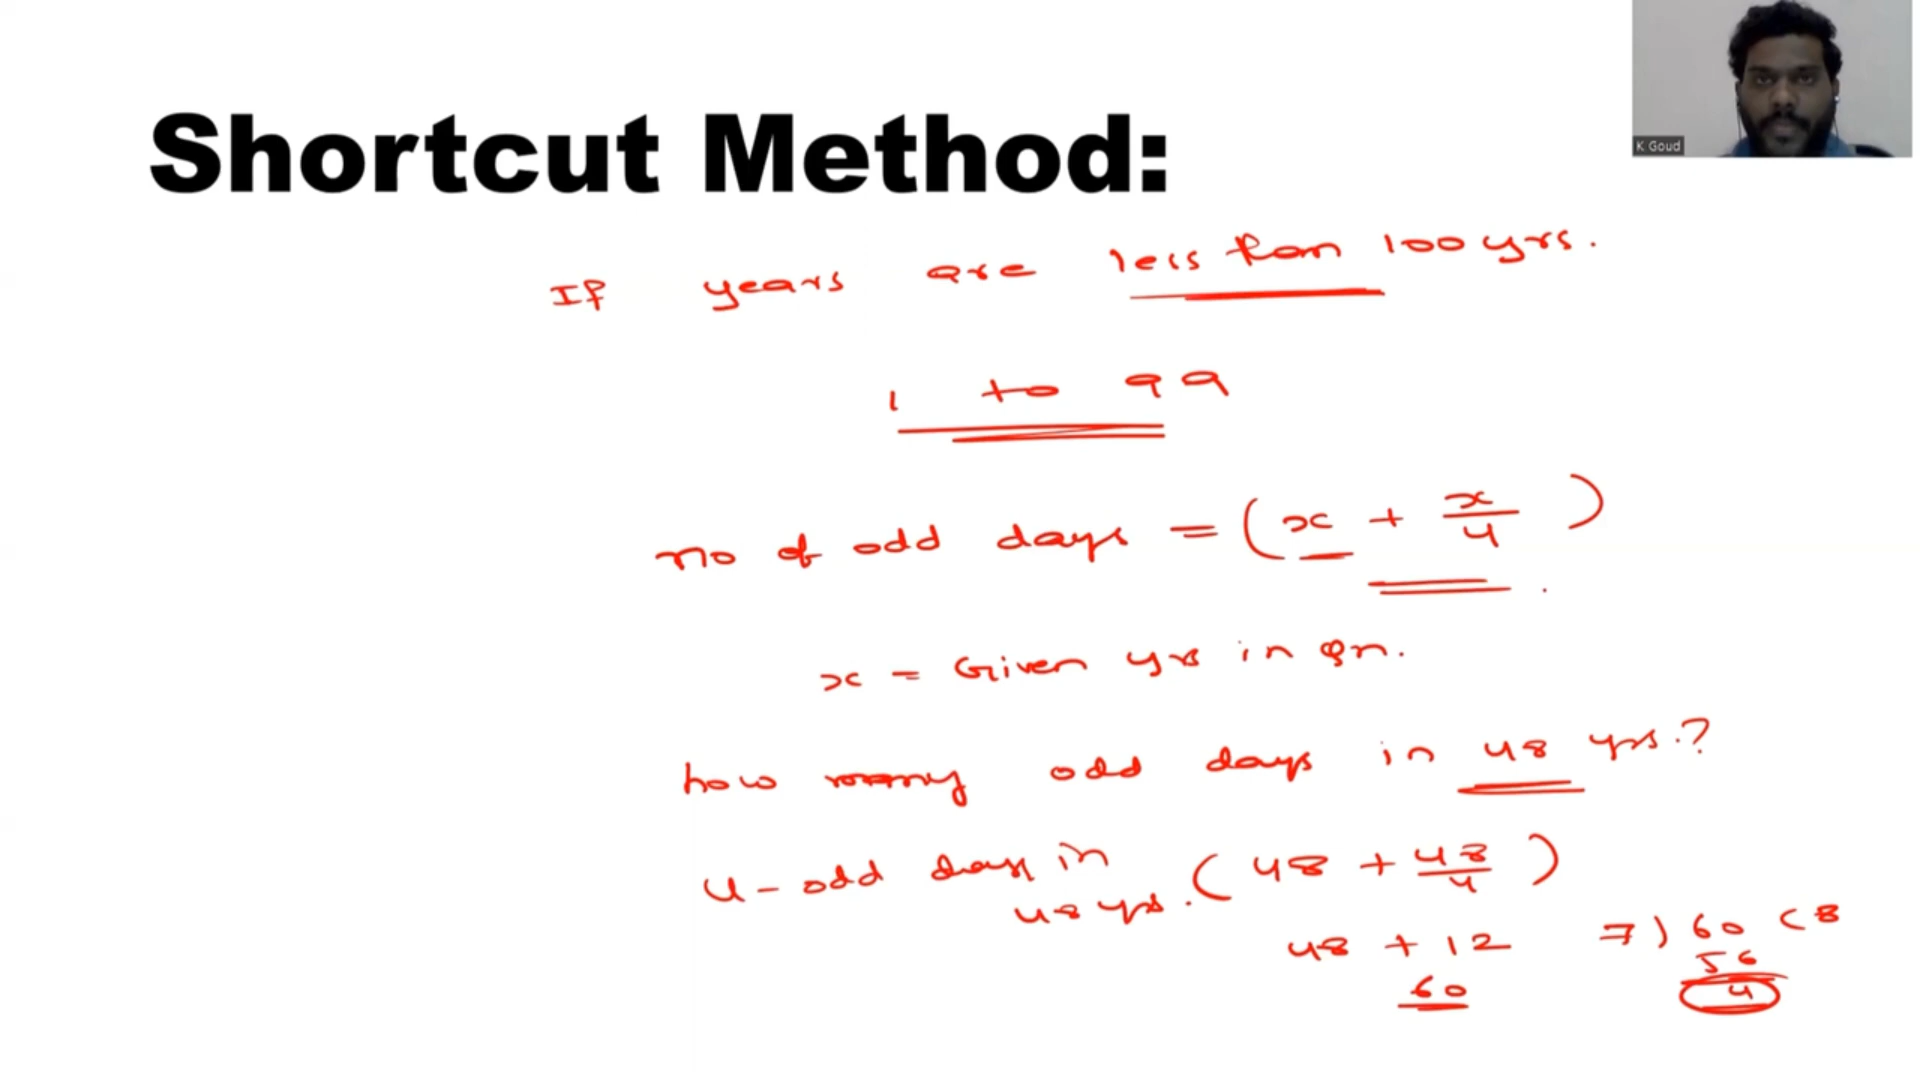 K Goud
Shortcut Method:
If years are less than 100 yrs.
1 to 99
no of odd days = (x + x/4)
x = Given yrs in Qn.
how many odd days in 48 yrs.?
4 - odd days in 48 yrs. (48 + 48/4)
48 + 12
60
7) 60 (8
56
4